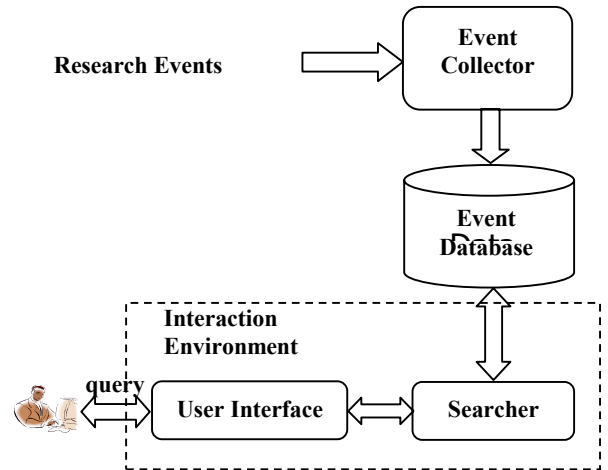 Event
Collector
Research Events
Event
Database
Interaction
Environment
query
User Interface
Searcher